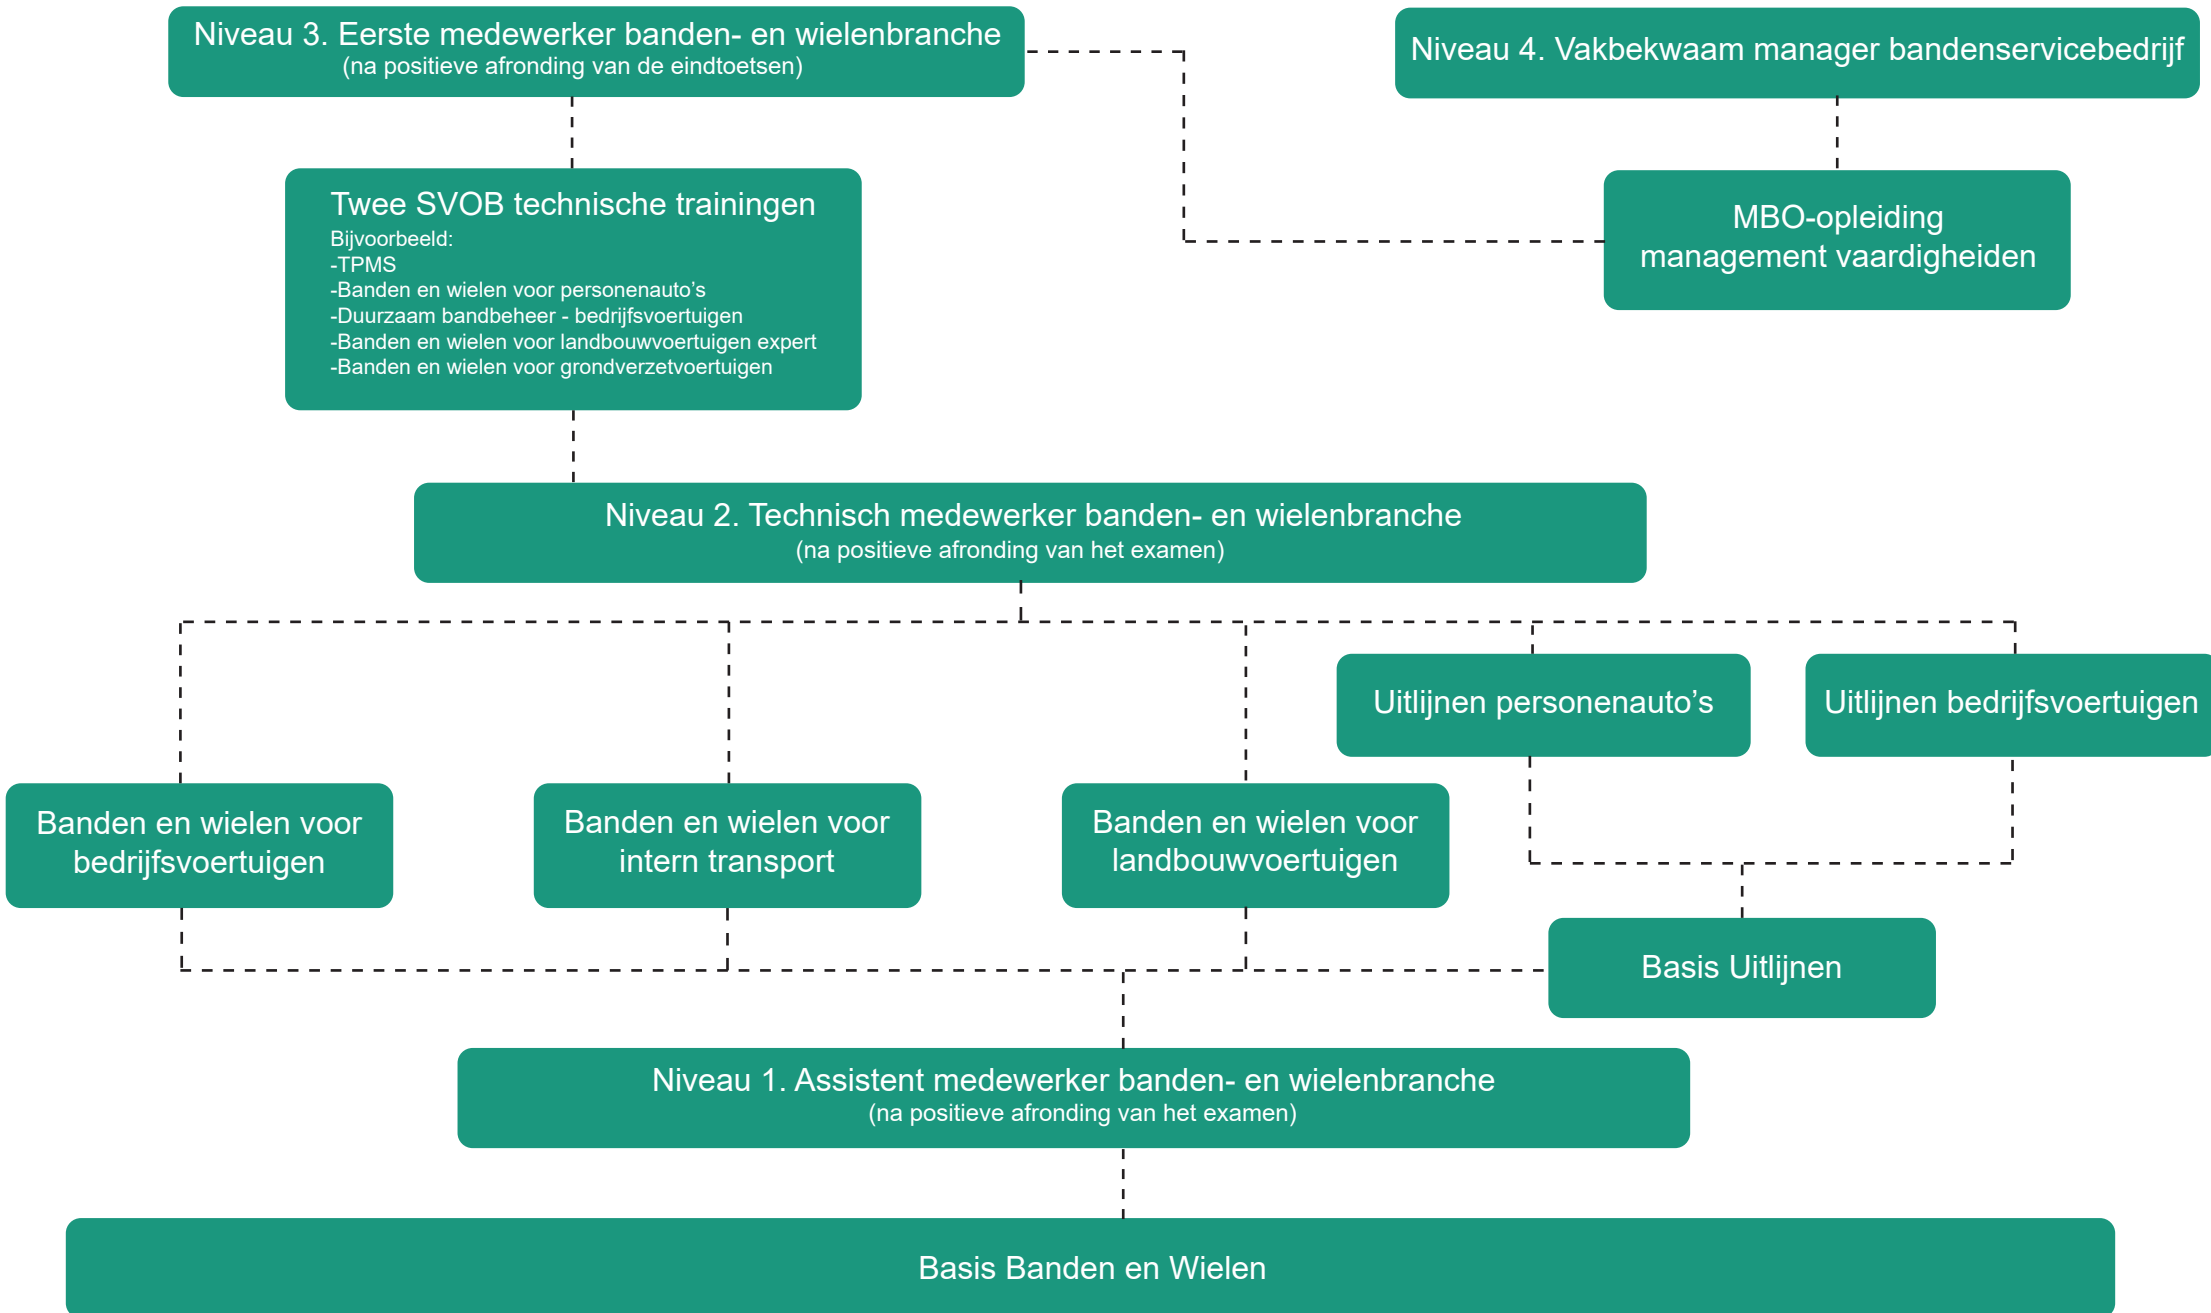 Niveau 3. Eerste medewerker banden- en wielenbranche
(na positieve afronding van de eindtoetsen)
Niveau 4. Vakbekwaam manager bandenservicebedrijf
Twee SVOB technische trainingen
Bijvoorbeeld:
-TPMS
-Banden en wielen voor personenauto’s
-Duurzaam bandbeheer - bedrijfsvoertuigen
-Banden en wielen voor landbouwvoertuigen expert
-Banden en wielen voor grondverzetvoertuigen
MBO-opleiding
management vaardigheiden
Niveau 2. Technisch medewerker banden- en wielenbranche
(na positieve afronding van het examen)
Uitlijnen personenauto’s
Uitlijnen bedrijfsvoertuigen
Banden en wielen voor
bedrijfsvoertuigen
Banden en wielen voor
intern transport
Banden en wielen voor
landbouwvoertuigen
Basis Uitlijnen
Niveau 1. Assistent medewerker banden- en wielenbranche
(na positieve afronding van het examen)
Basis Banden en Wielen